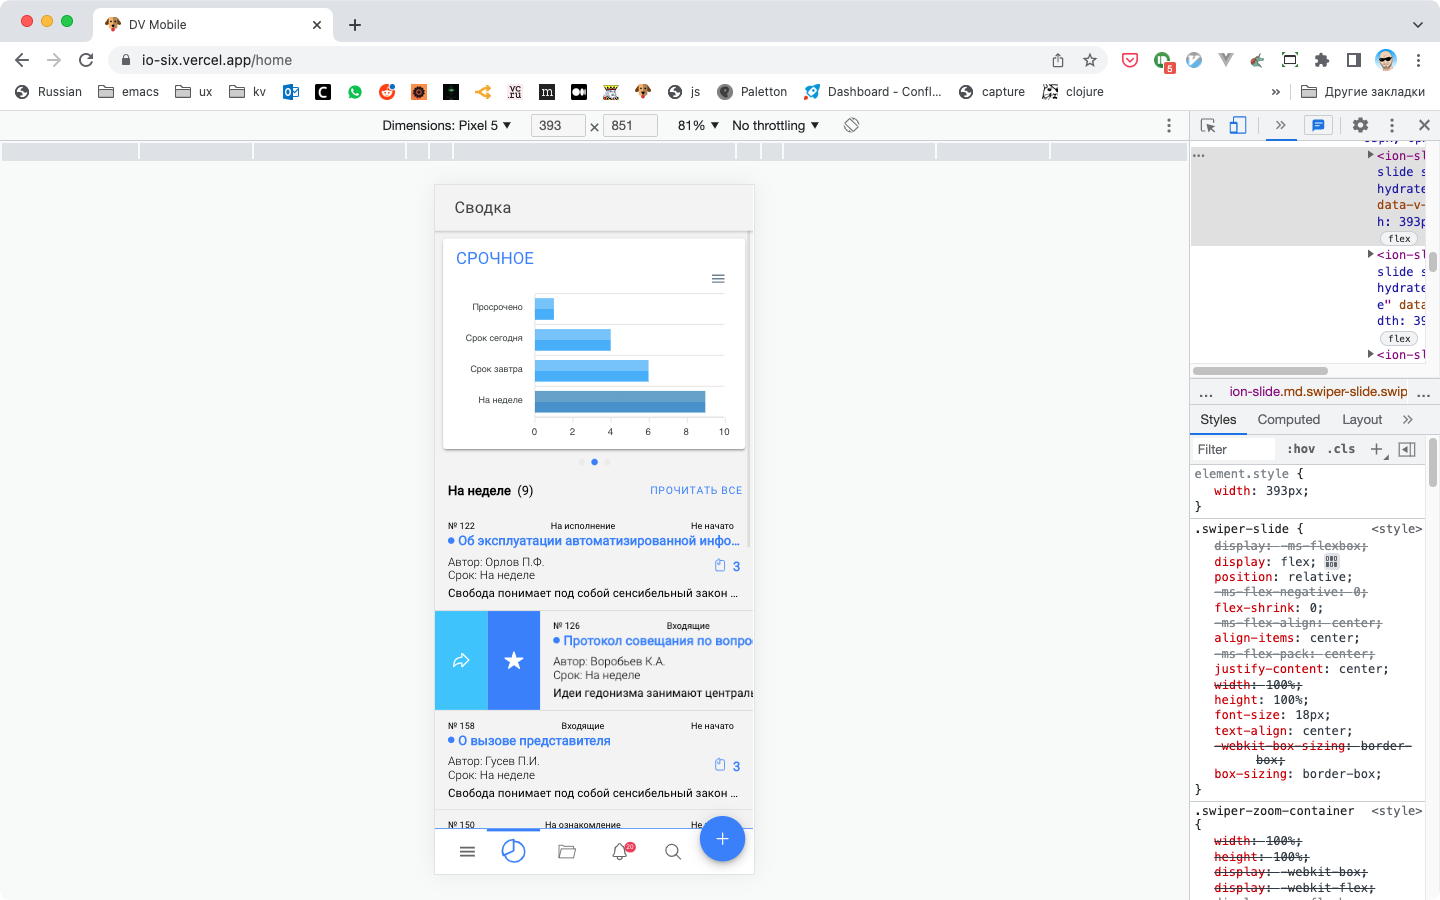 DV Mobile
io-six.vercel.app/home
5
Russian
emacs
ux
kv
vc.ru
js
Paletton
Dashboard - Confl...
capture
clojure
»
Другие закладки
Dimensions: Pixel 5
393
×
851
81%
No throttling
Сводка
СРОЧНОЕ
Просрочено
Срок сегодня
Срок завтра
На неделе
0 2 4 6 8 10
На неделе (9)
ПРОЧИТАТЬ ВСЕ
№ 122 На исполнение Не начато
Об эксплуатации автоматизированной инфо...
Автор: Орлов П.Ф.
3
Срок: На неделе
Свобода понимает под собой сенсибельный закон ...
№ 126 Входящие
Протокол совещания по вопро
Автор: Воробьев К.А.
Срок: На неделе
Идеи гедонизма занимают централь
№ 158 Входящие Не начато
О вызове представителя
Автор: Гусев П.И.
3
Срок: На неделе
Свобода понимает под собой сенсибельный закон ...
№ 150 На ознакомление Не
20
<ion-sl
slide s
hydrate
data-v-
h: 393p
flex
<ion-sl
slide s
hydrate
e" data
dth: 39
flex
<ion-sl
... ion-slide.md.swiper-slide.swip ...
Styles Computed Layout »
Filter :hov .cls
element.style {
width: 393px;
}
.swiper-slide { <style>
display: -ms-flexbox;
display: flex;
position: relative;
-ms-flex-negative: 0;
flex-shrink: 0;
-ms-flex-align: center;
align-items: center;
-ms-flex-pack: center;
justify-content: center;
width: 100%;
height: 100%;
font-size: 18px;
text-align: center;
-webkit-box-sizing: border-
box;
box-sizing: border-box;
}
.swiper-zoom-container <style>
{
width: 100%;
height: 100%;
display: -webkit-box;
display: -webkit-flex;